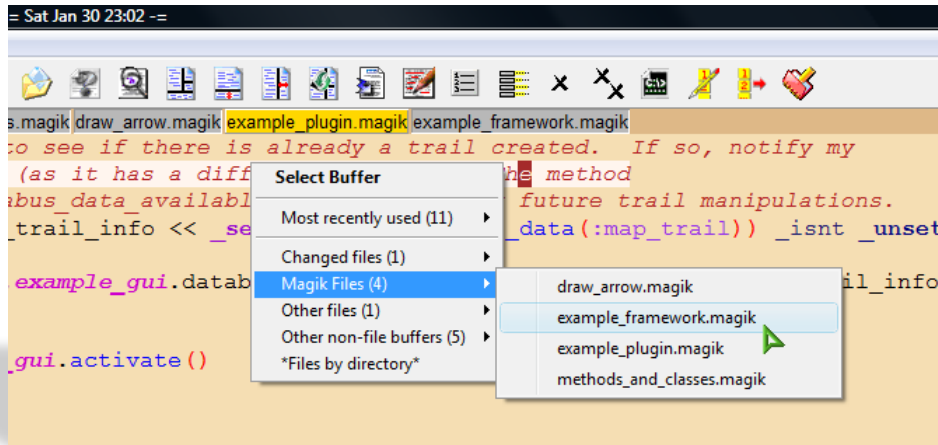 = Sat Jan 30 23:02 -=
s.magik draw_arrow.magik example_plugin.magik example_framework.magik
to see if there is already a trail created. If so, notify my
(as it has a diff he method
abus_data_availabl future trail manipulations.
_trail_info << _se _data(:map_trail)) _isnt _unset
.example_gui.datab il_info
_gui.activate()
Select Buffer
Most recently used (11)
Changed files (1)
Magik Files (4)
Other files (1)
Other non-file buffers (5)
*Files by directory*
draw_arrow.magik
example_framework.magik
example_plugin.magik
methods_and_classes.magik